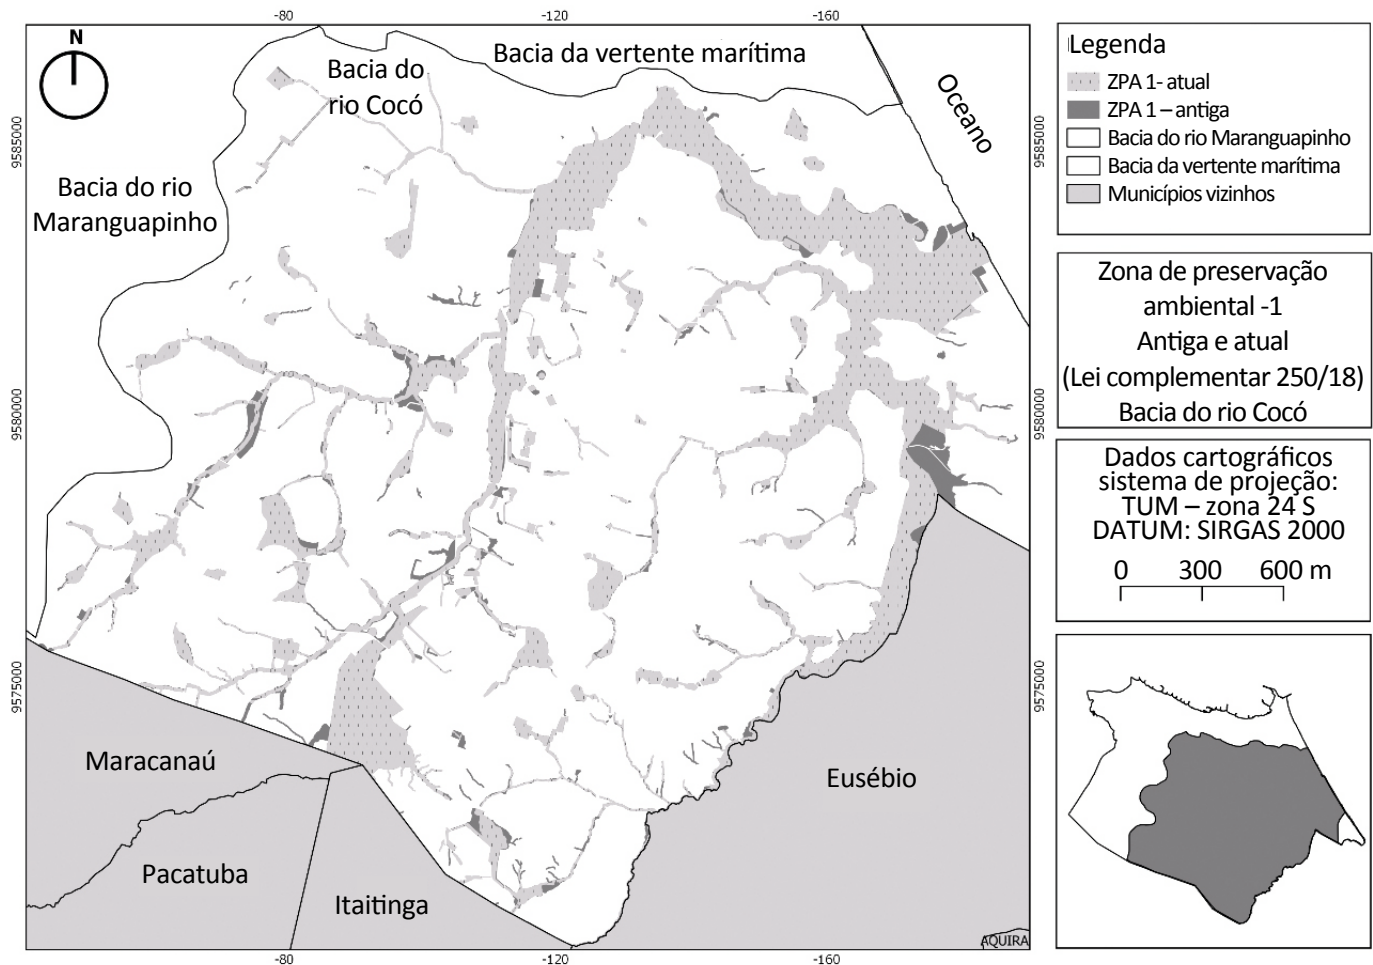 -80
-120
-160
N
Bacia do
rio Cocó
Bacia da vertente marítima
Oceano
Bacia do rio
Maranguapinho
9585000
9580000
9575000
9585000
9580000
9575000
Maracanaú
Pacatuba
Itaitinga
Eusébio
AQUIRA
-80
-120
-160
Legenda
ZPA 1- atual
ZPA 1 – antiga
Bacia do rio Maranguapinho
Bacia da vertente marítima
Municípios vizinhos
Zona de preservação
ambiental -1
Antiga e atual
(Lei complementar 250/18)
Bacia do rio Cocó
Dados cartográficos
sistema de projeção:
TUM – zona 24 S
DATUM: SIRGAS 2000
0 300 600 m